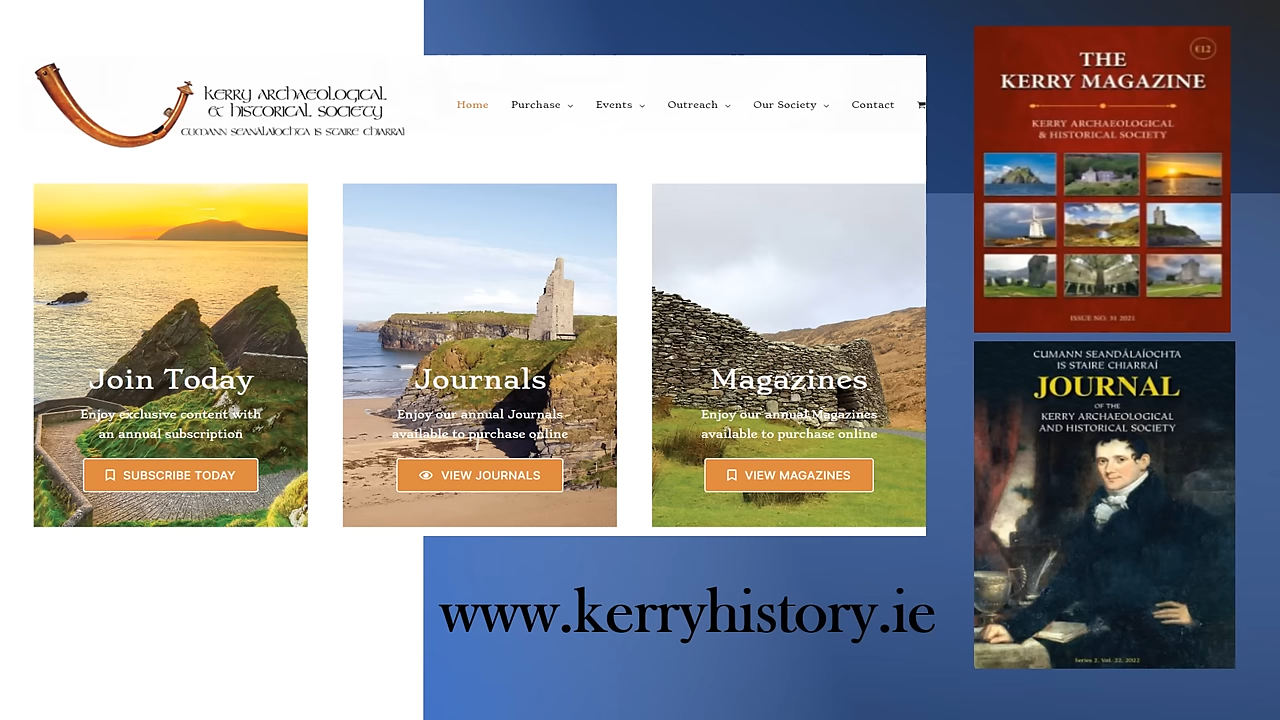 KERRY ARCHAEOLOGICAL
& HISTORICAL SOCIETY
CUMANN SEANDÁLAÍOCHTA IS STAIRE CHIARRAÍ
Home Purchase Events Outreach Our Society Contact
Join Today
Enjoy exclusive content with
an annual subscription
SUBSCRIBE TODAY
Journals
Enjoy our annual Journals
available to purchase online
VIEW JOURNALS
Magazines
Enjoy our annual Magazines
available to purchase online
VIEW MAGAZINES
www.kerryhistory.ie
€12
THE
KERRY MAGAZINE
KERRY ARCHAEOLOGICAL
& HISTORICAL SOCIETY
ISSUE NO. 31 2021
CUMANN SEANDÁLAÍOCHTA
IS STAIRE CHIARRAÍ
JOURNAL
OF THE
KERRY ARCHAEOLOGICAL
AND HISTORICAL SOCIETY
Series 2, Vol. 22, 2022